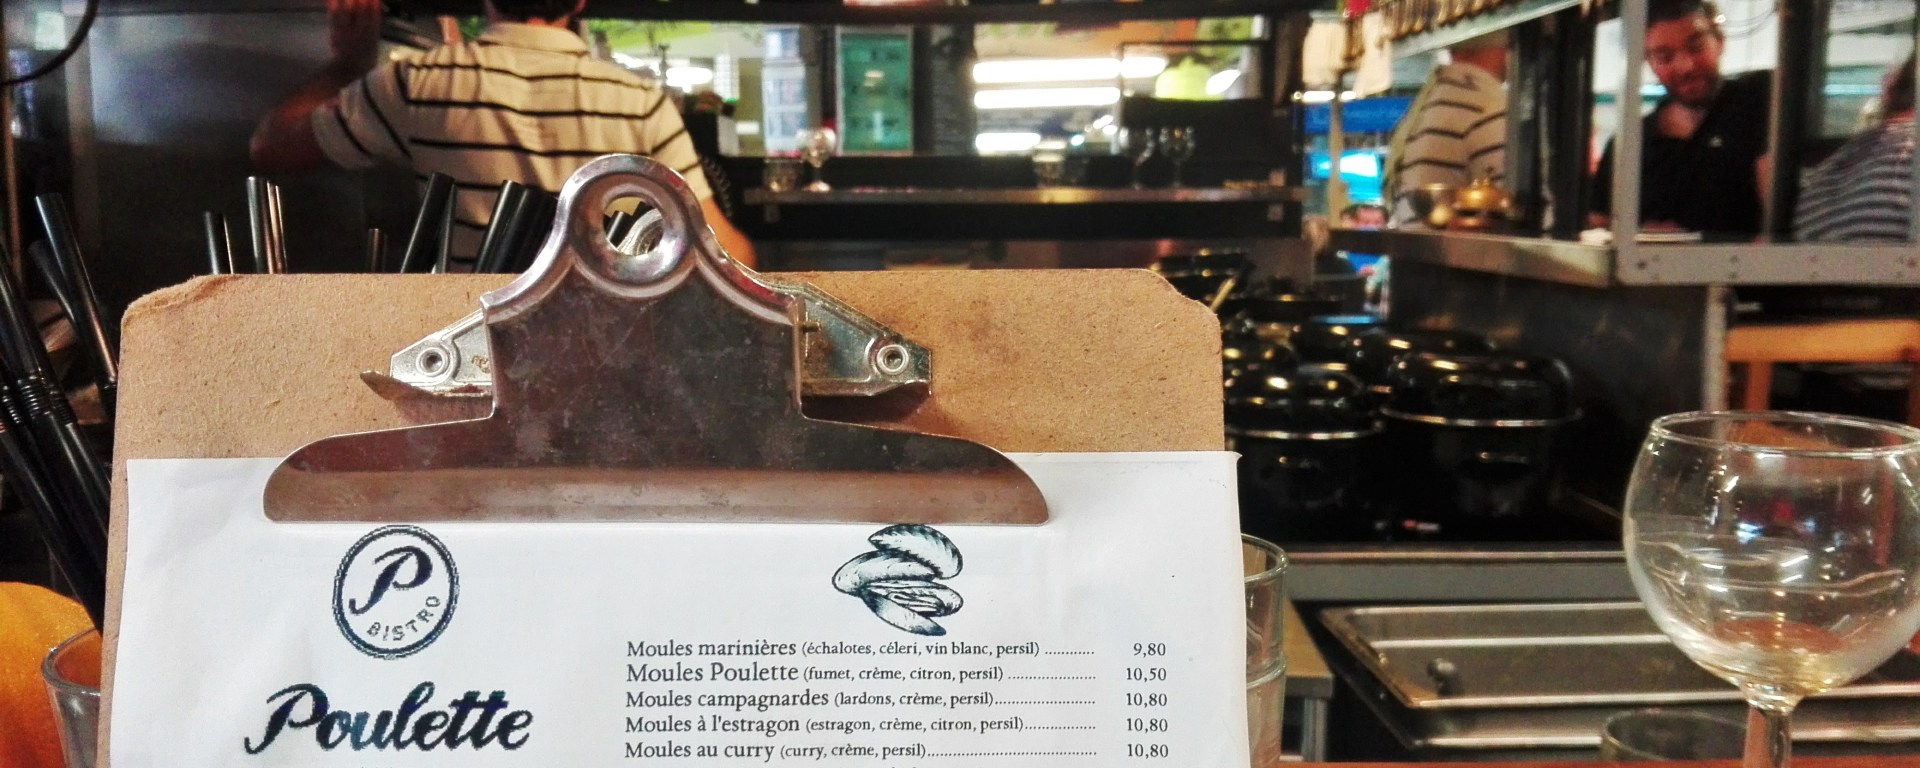 P
BISTRO
Poulette
Moules marinières (échalotes, céleri, vin blanc, persil) ............ 9,80
Moules Poulette (fumet, crème, citron, persil) ..................... 10,50
Moules campagnardes (lardons, crème, persil)........................ 10,80
Moules à l'estragon (estragon, crème, citron, persil)................. 10,80
Moules au curry (curry, crème, persil)....................................... 10,80